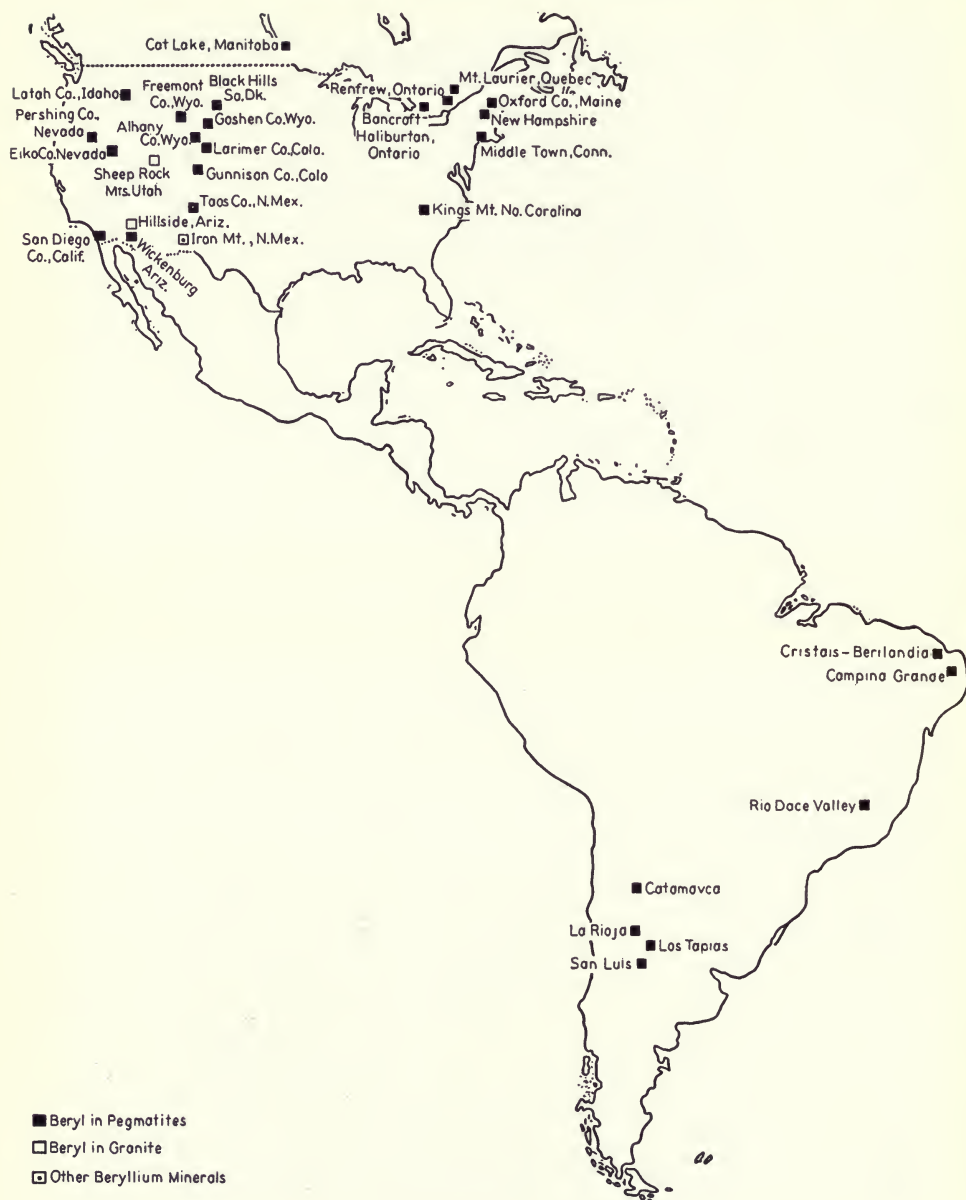 Cat Lake, Manitoba
Latah Co., Idaho
Freemont
Co., Wyo.
Black Hills
So. Dk.
Pershing Co.,
Nevada
Alhany
Co. Wyo.
Goshen Co. Wyo.
Eiko Co. Nevada
Larimer Co., Colo.
Sheep Rock
Mts. Utah
Gunnison Co., Colo
Taos Co., N. Mex.
Hillside, Ariz.
San Diego
Co., Calif.
Wickenburg
Ariz.
Iron Mt., N. Mex.
Mt. Laurier, Quebec
Renfrew, Ontario
Oxford Co., Maine
Bancroft-
Haliburtan,
Ontario
New Hampshire
Middle Town, Conn.
Kings Mt. No. Carolina
Cristais-Berilandia
Campina Grande
Rio Dace Valley
Catamavca
La Rioja
Los Tapias
San Luis
Beryl in Pegmatites
Beryl in Granite
Other Beryllium Minerals